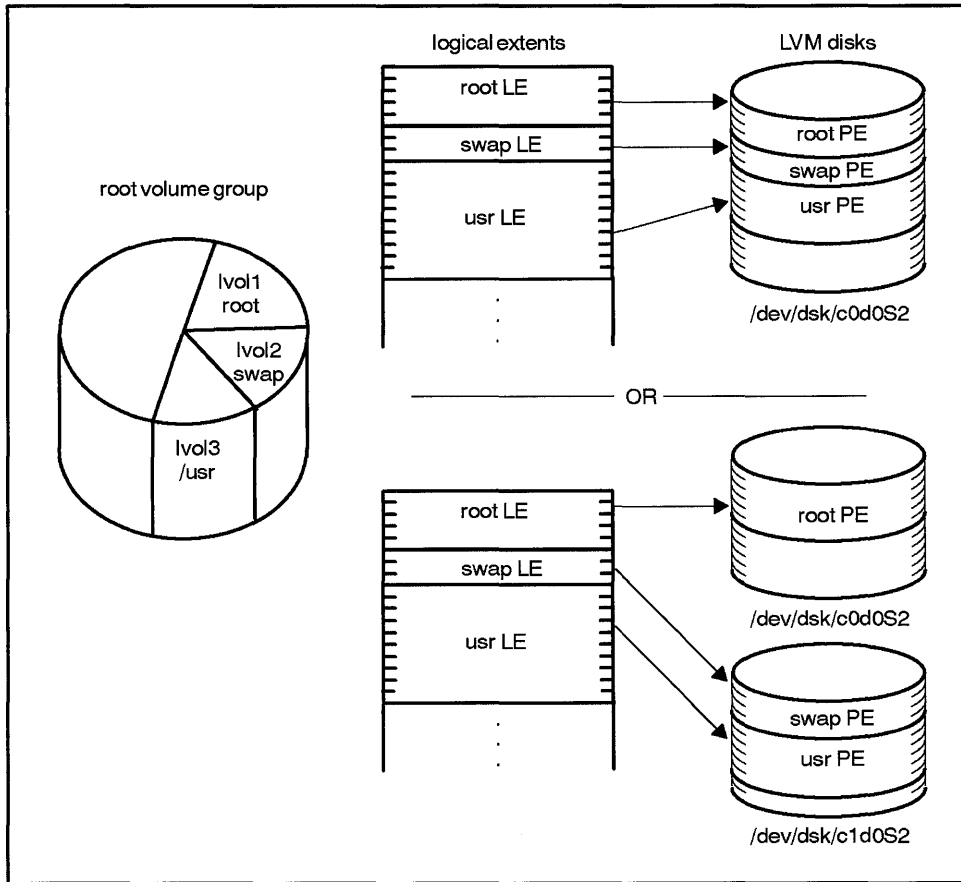 root volume group
lvol1
root
lvol2
swap
lvol3
/usr
logical extents
root LE
swap LE
usr LE
LVM disks
root PE
swap PE
usr PE
/dev/dsk/c0d0S2
OR
root LE
swap LE
usr LE
root PE
/dev/dsk/c0d0S2
swap PE
usr PE
/dev/dsk/c1d0S2